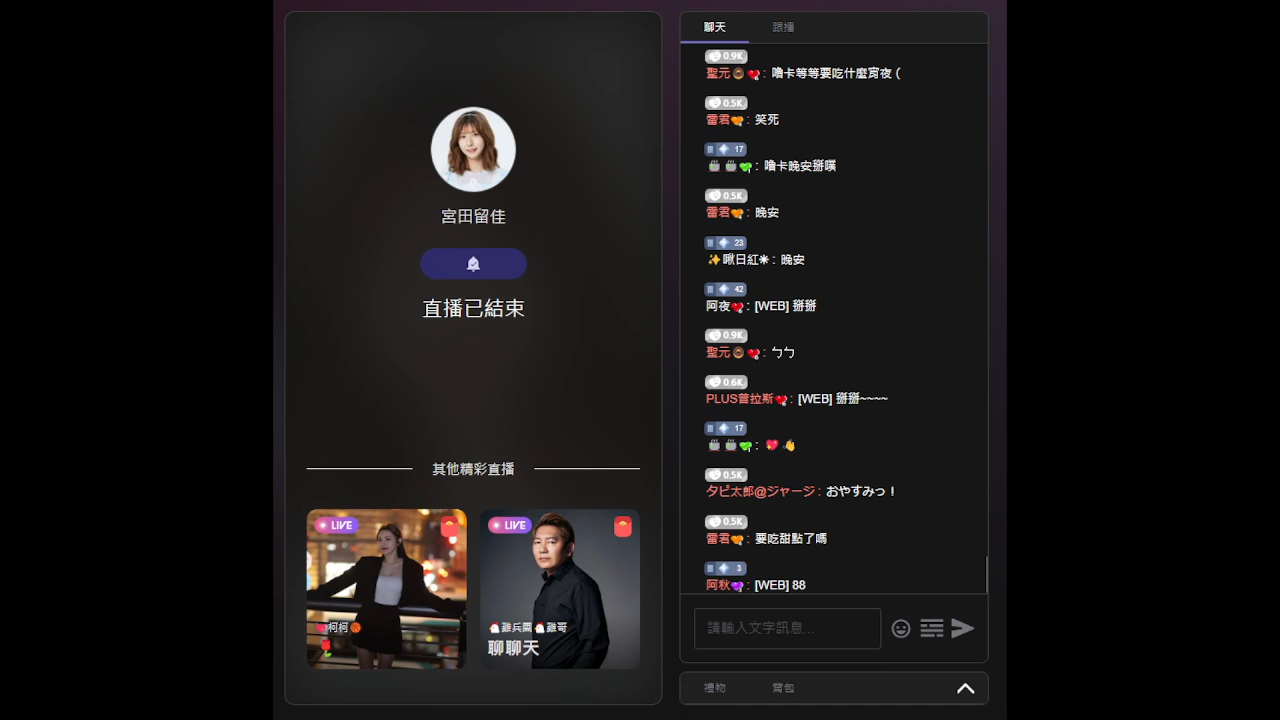 宮田留佳
直播已結束
其他精彩直播
LIVE
柯柯
LIVE
雞兵團🐔雞哥
聊聊天
聊天
跟播
0.9K
聖元🍩💘: 嚕卡等等要吃什麼宵夜 (
0.5K
雷君🧡: 笑死
III 17
🍵🍵💚: 嚕卡晚安掰噗
0.5K
雷君🧡: 晚安
III 23
✨啾日紅☀: 晚安
III 42
阿夜💘: [WEB] 掰掰
0.9K
聖元🍩💘: ㄅㄅ
0.6K
PLUS普拉斯💘: [WEB] 掰掰~~~~
III 17
🍵🍵💚: 💖👋
0.5K
タピ太郎@ジャージ: おやすみっ！
0.5K
雷君🧡: 要吃甜點了嗎
III 3
阿秋💜: [WEB] 88
請輸入文字訊息...
禮物
背包